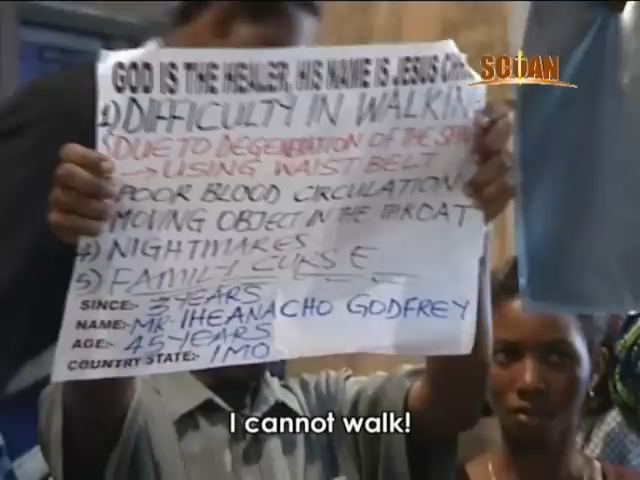 GOD IS THE HEALER, HIS NAME IS JESUS
SCOAN
1) DIFFICULTY IN WALKIN
DUE TO DEGENERATION OF THE SP
→ USING WAIST BELT
POOR BLOOD CIRCULATION
MOVING OBJECT IN THE THROAT
4) NIGHTMARES
5) FAMILY CURSE
SINCE:- 3 YEARS
NAME:- MR. IHEANACHO GODFREY
AGE:- 45 YEARS
COUNTRY STATE:- IMO
I cannot walk!